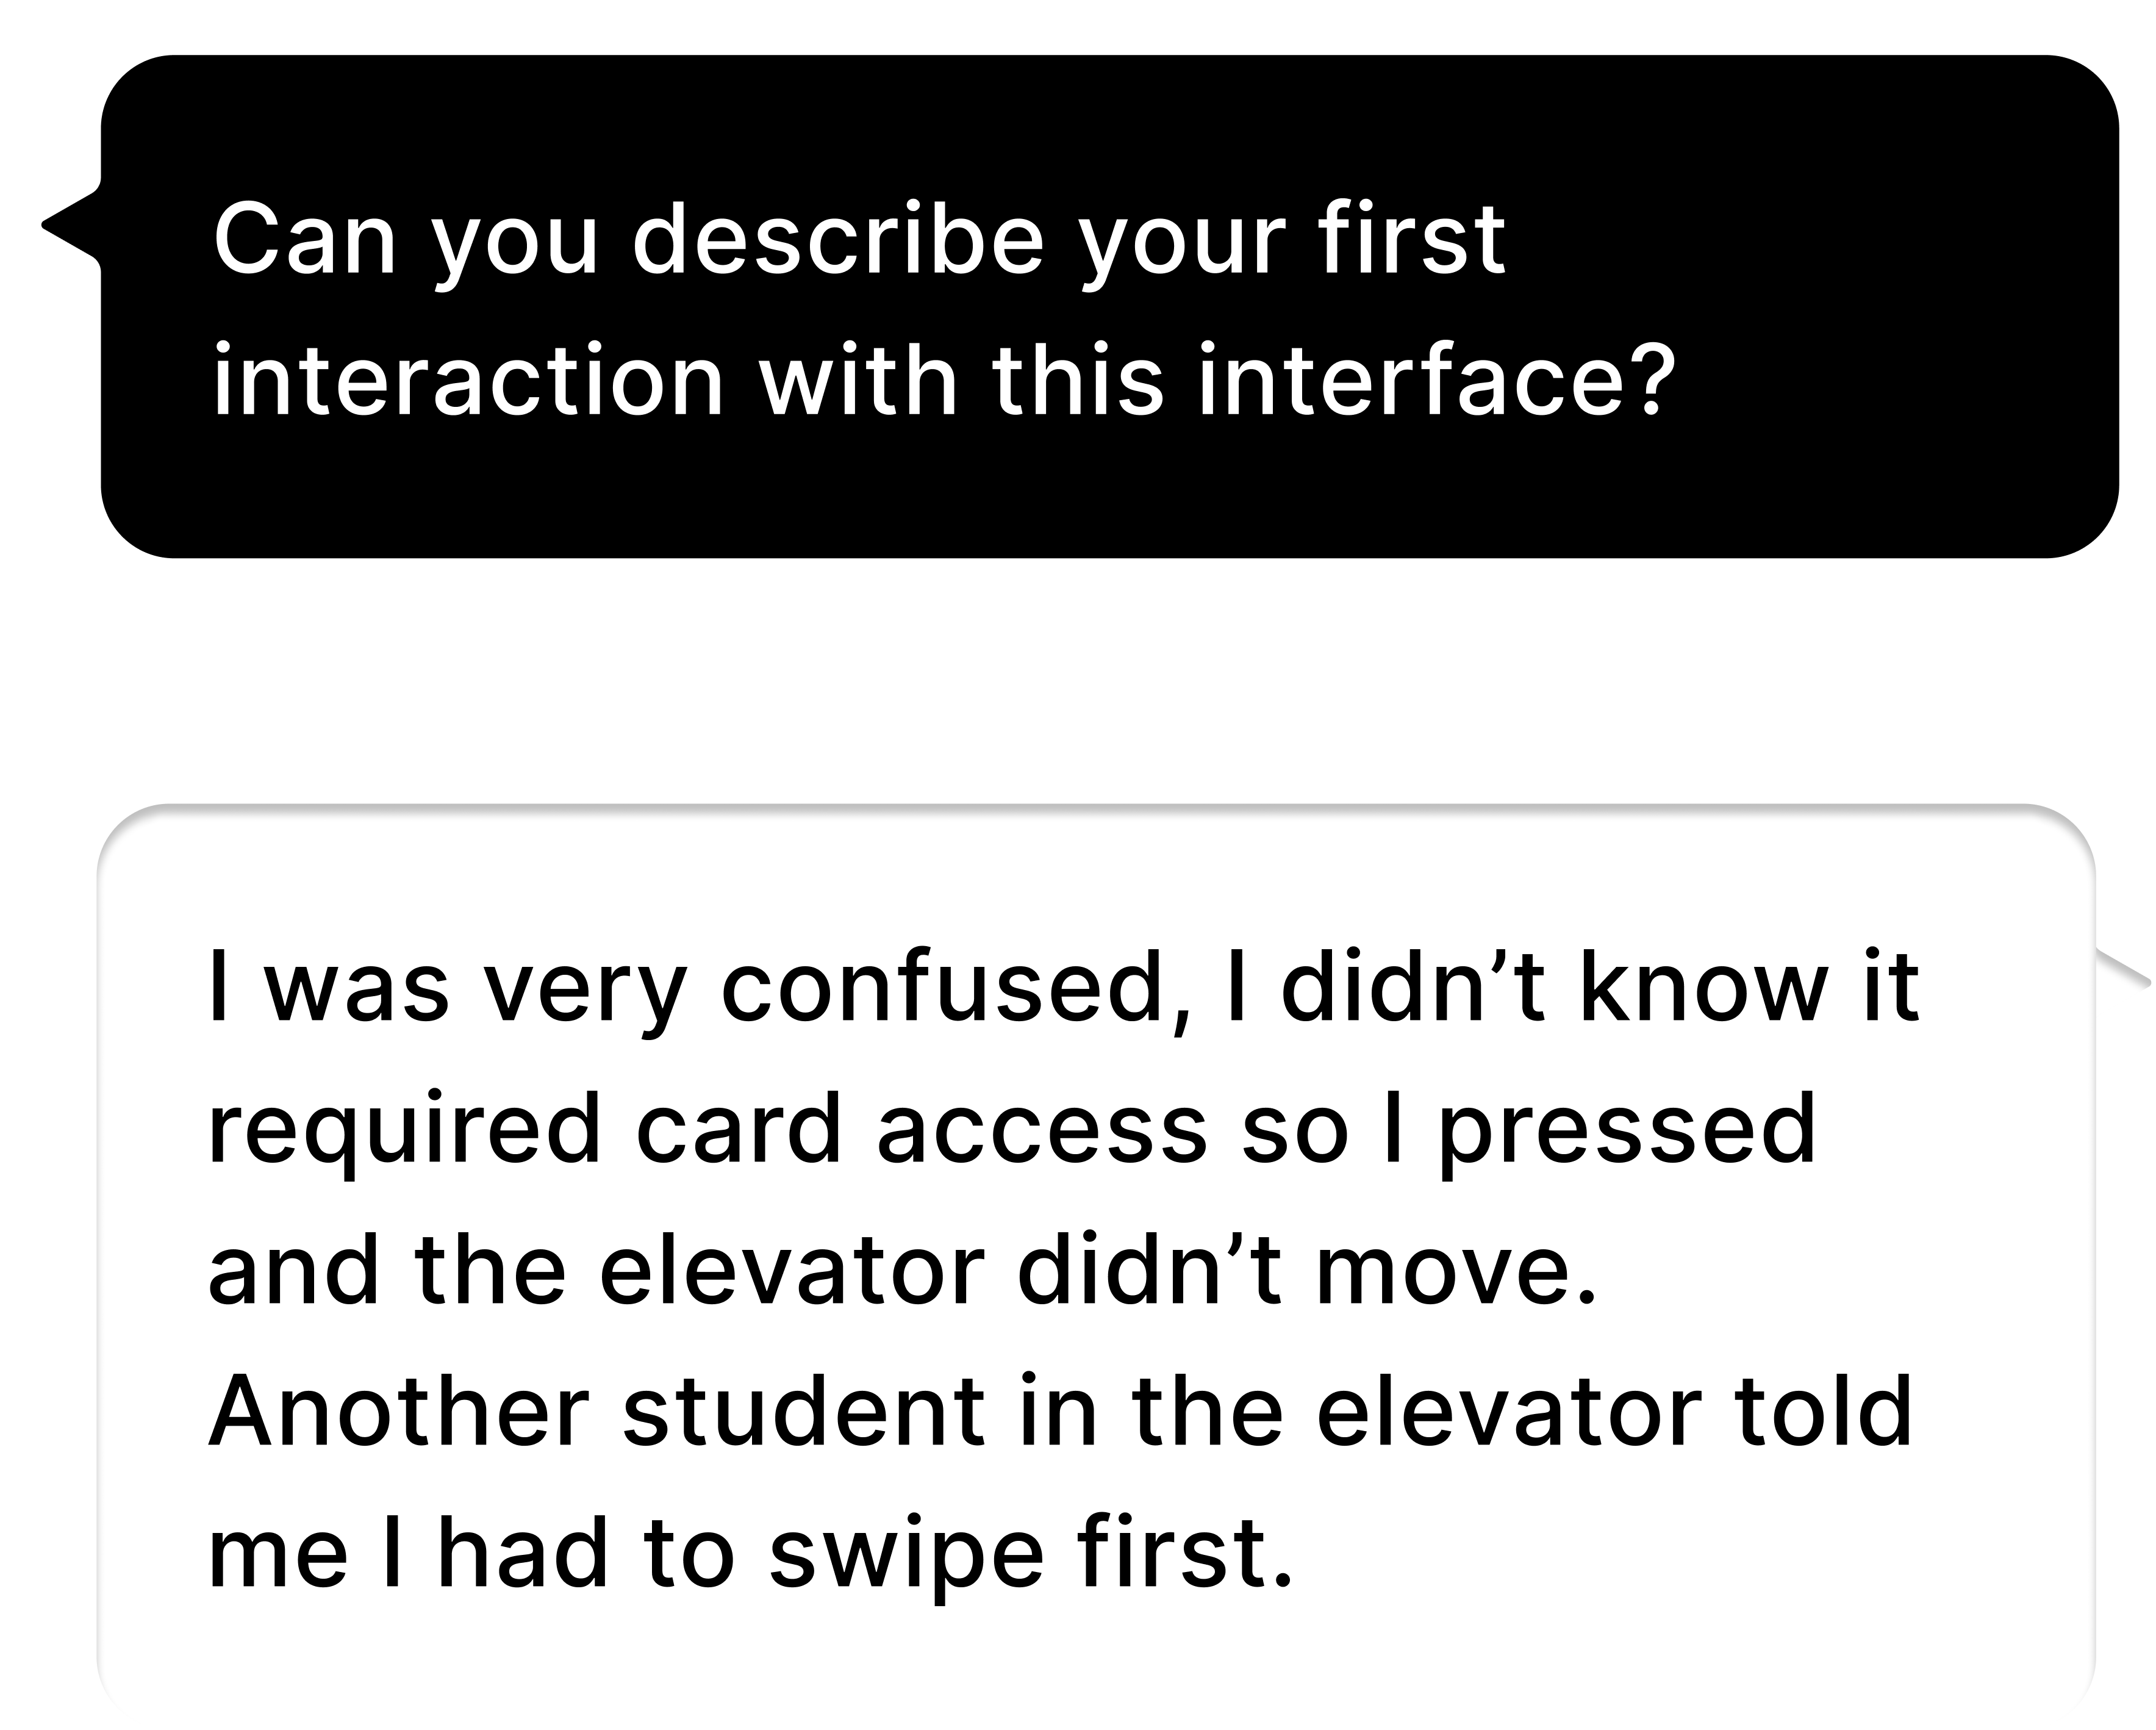 Can you describe your first
interaction with this interface?
I was very confused, I didn’t know it
required card access so I pressed
and the elevator didn’t move.
Another student in the elevator told
me I had to swipe first.